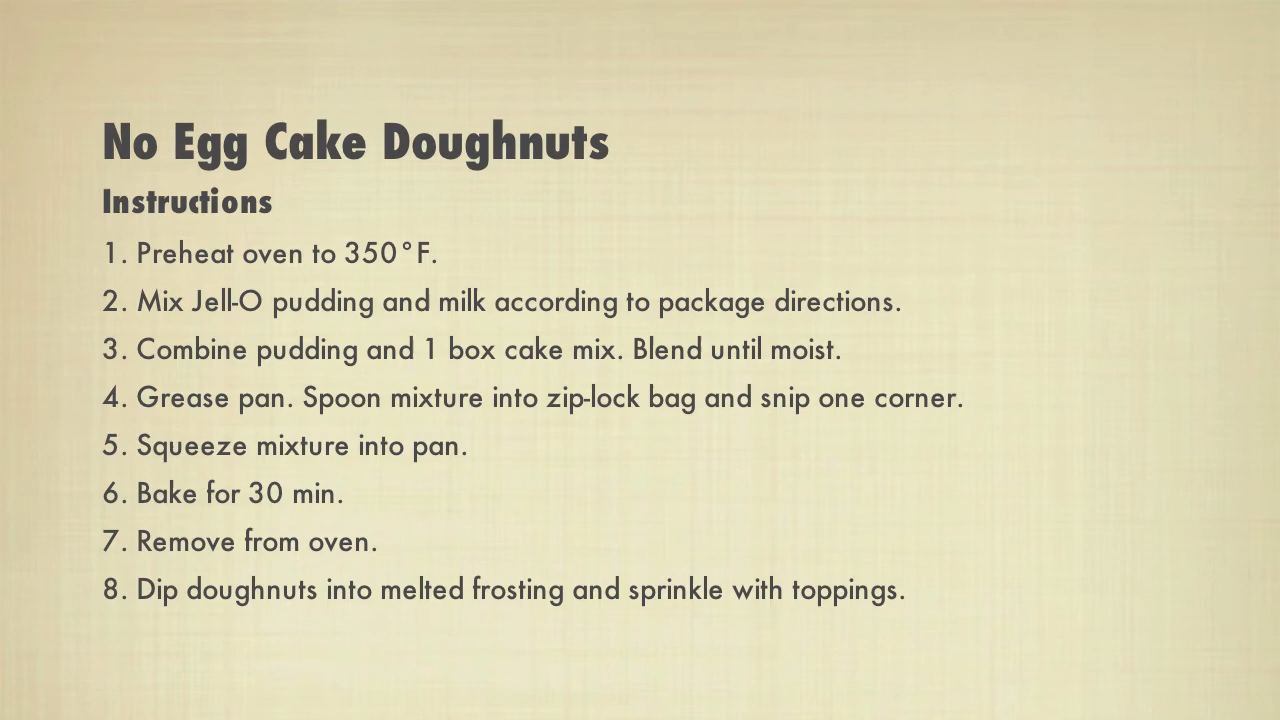 No Egg Cake Doughnuts
Instructions
1. Preheat oven to 350°F.
2. Mix Jell-O pudding and milk according to package directions.
3. Combine pudding and 1 box cake mix. Blend until moist.
4. Grease pan. Spoon mixture into zip-lock bag and snip one corner.
5. Squeeze mixture into pan.
6. Bake for 30 min.
7. Remove from oven.
8. Dip doughnuts into melted frosting and sprinkle with toppings.